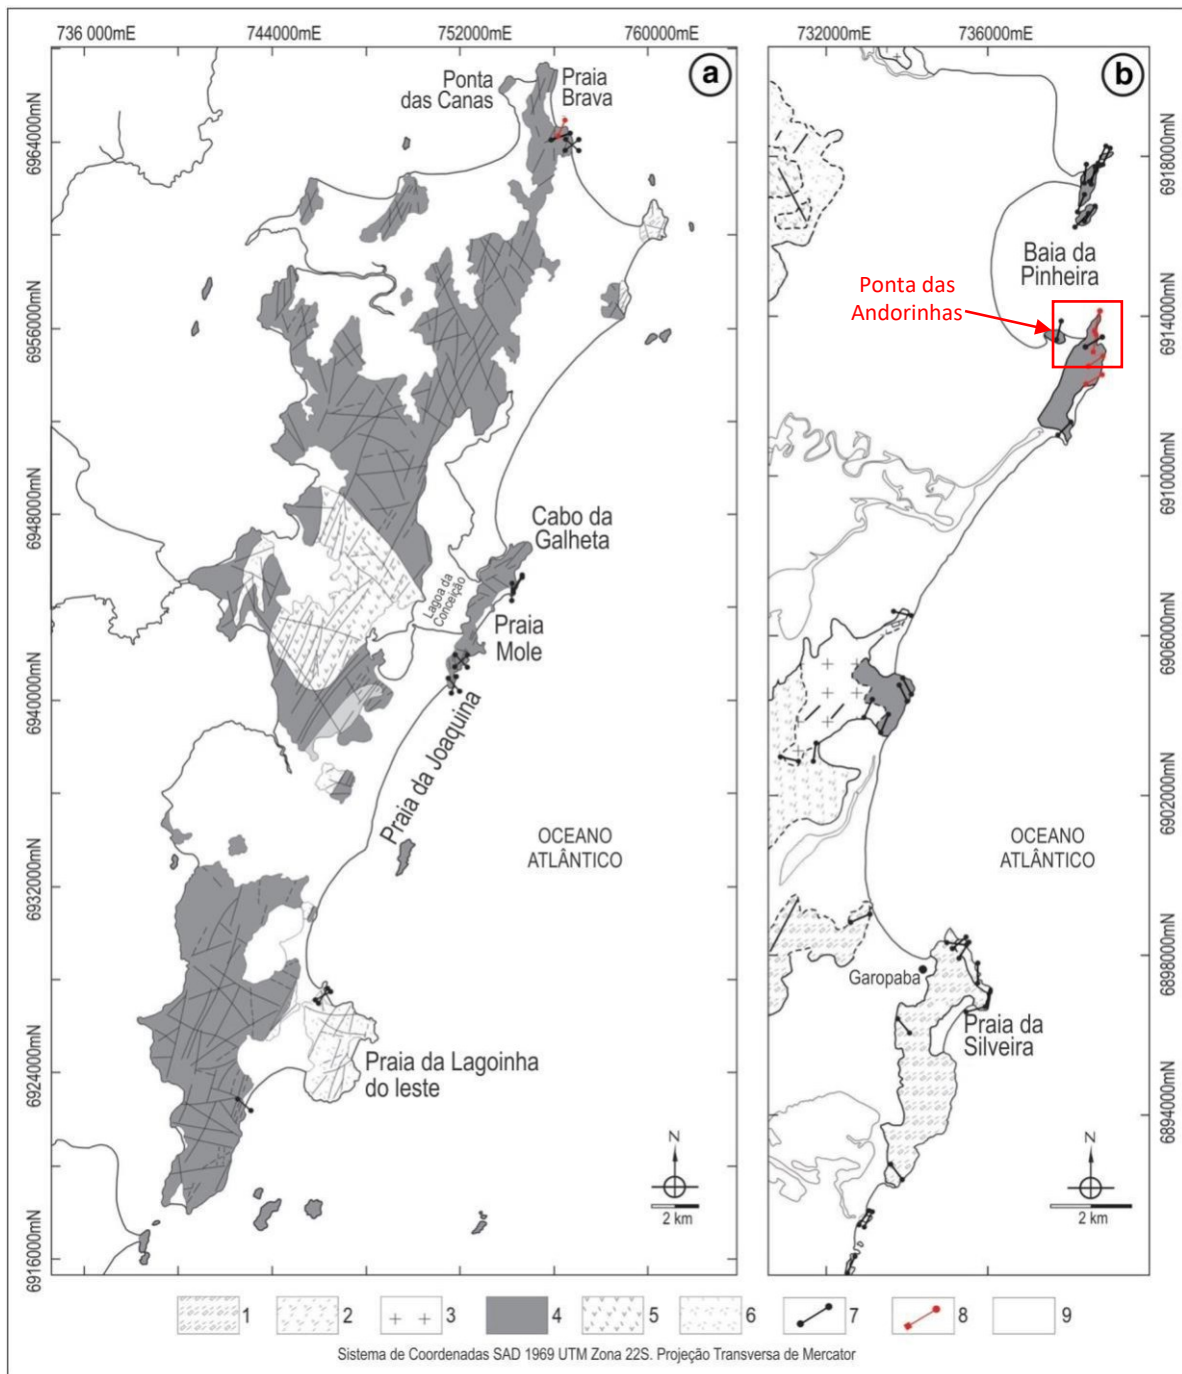 736 000mE
744000mE
752000mE
760000mE
732000mE
736000mE
a
b
Ponta
das Canas
Praia
Brava
6964000mN
6956000mN
6948000mN
6940000mN
6932000mN
6924000mN
6916000mN
Cabo da
Galheta
Lagoa da
Conceição
Praia
Mole
Praia da Joaquina
OCEANO
ATLÂNTICO
Praia da Lagoinha
do leste
N
2 km
Baia da
Pinheira
Ponta das
Andorinhas
6918000mN
6914000mN
6910000mN
6906000mN
6902000mN
6898000mN
6894000mN
OCEANO
ATLÂNTICO
Garopaba
Praia da
Silveira
N
2 km
1
2
3
4
5
6
7
8
9
Sistema de Coordenadas SAD 1969 UTM Zona 22S. Projeção Transversa de Mercator